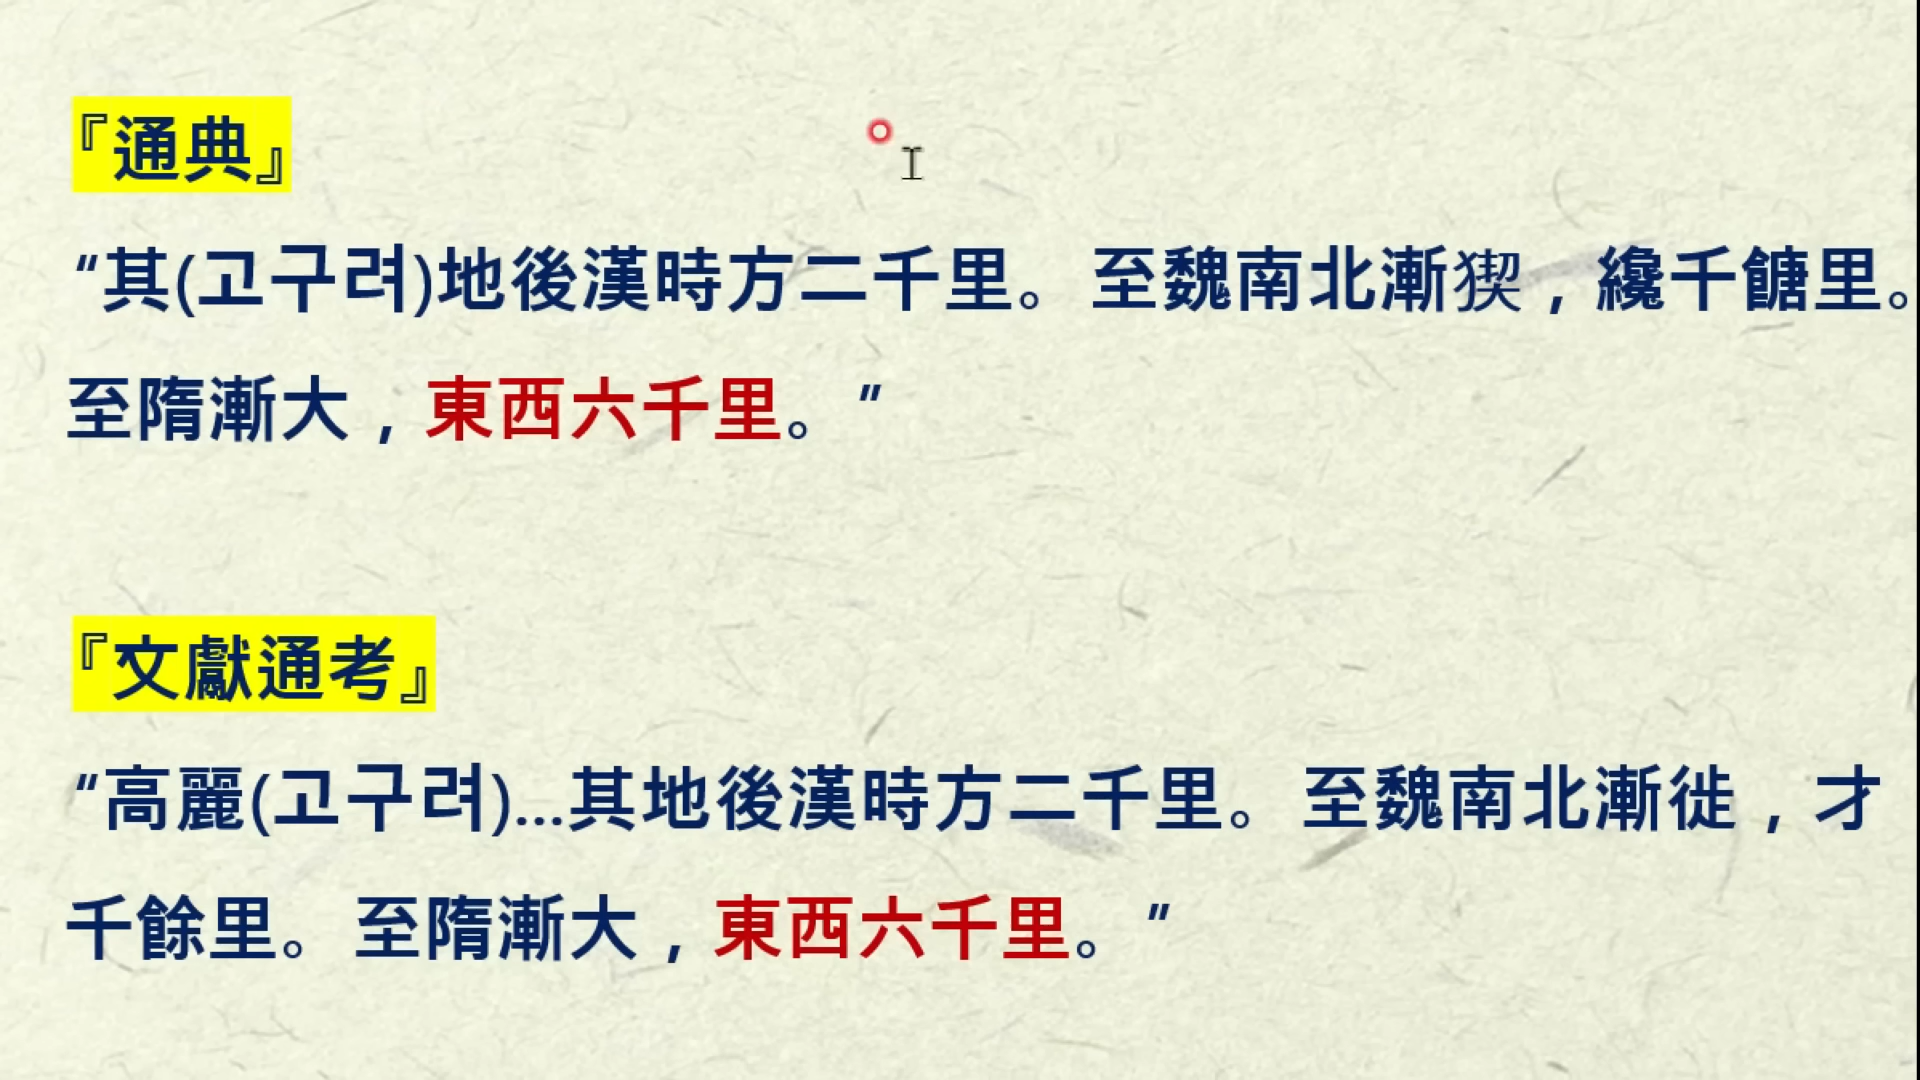 『通典』
“其(고구려)地後漢時方二千里。至魏南北漸猰，纔千餹里。
至隋漸大，東西六千里。”
『文獻通考』
“高麗(고구려)...其地後漢時方二千里。至魏南北漸徙，才
千餘里。至隋漸大，東西六千里。”